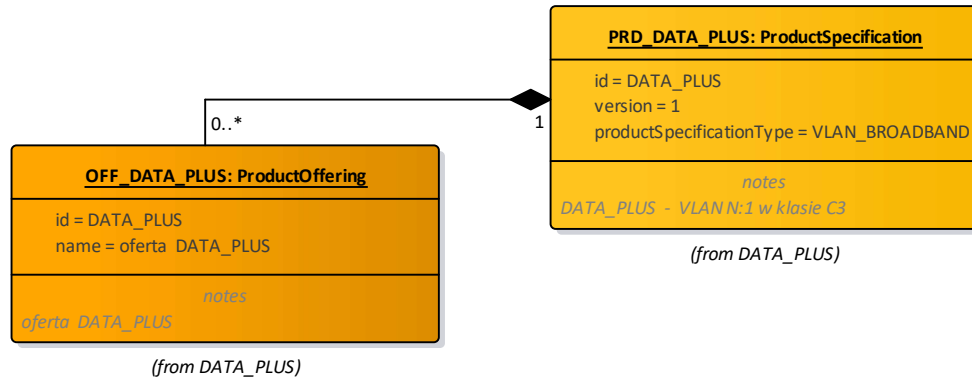 PRD_DATA_PLUS: ProductSpecification
id = DATA_PLUS
version = 1
productSpecificationType = VLAN_BROADBAND
notes
DATA_PLUS - VLAN N:1 w klasie C3
(from DATA_PLUS)
0..*
1
OFF_DATA_PLUS: ProductOffering
id = DATA_PLUS
name = oferta DATA_PLUS
notes
oferta DATA_PLUS
(from DATA_PLUS)